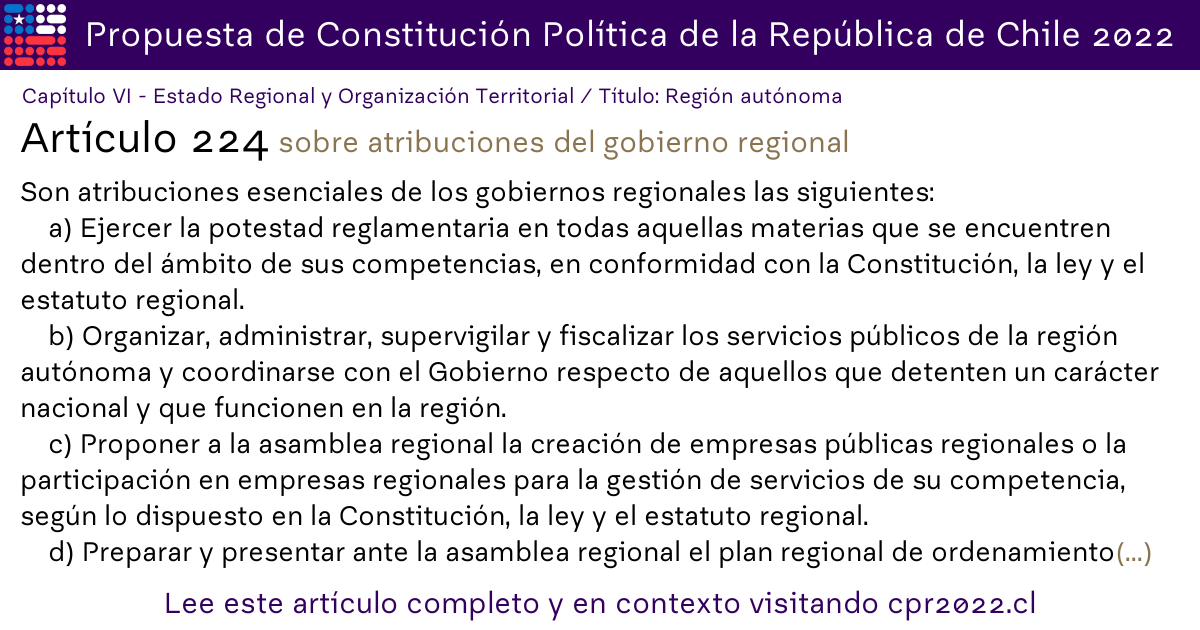 Propuesta de Constitución Política de la República de Chile 2022
Capítulo VI - Estado Regional y Organización Territorial / Título: Región autónoma
Artículo 224 sobre atribuciones del gobierno regional
Son atribuciones esenciales de los gobiernos regionales las siguientes:
a) Ejercer la potestad reglamentaria en todas aquellas materias que se encuentren
dentro del ámbito de sus competencias, en conformidad con la Constitución, la ley y el
estatuto regional.
b) Organizar, administrar, supervigilar y fiscalizar los servicios públicos de la región
autónoma y coordinarse con el Gobierno respecto de aquellos que detenten un carácter
nacional y que funcionen en la región.
c) Proponer a la asamblea regional la creación de empresas públicas regionales o la
participación en empresas regionales para la gestión de servicios de su competencia,
según lo dispuesto en la Constitución, la ley y el estatuto regional.
d) Preparar y presentar ante la asamblea regional el plan regional de ordenamiento(...)
Lee este artículo completo y en contexto visitando cpr2022.cl